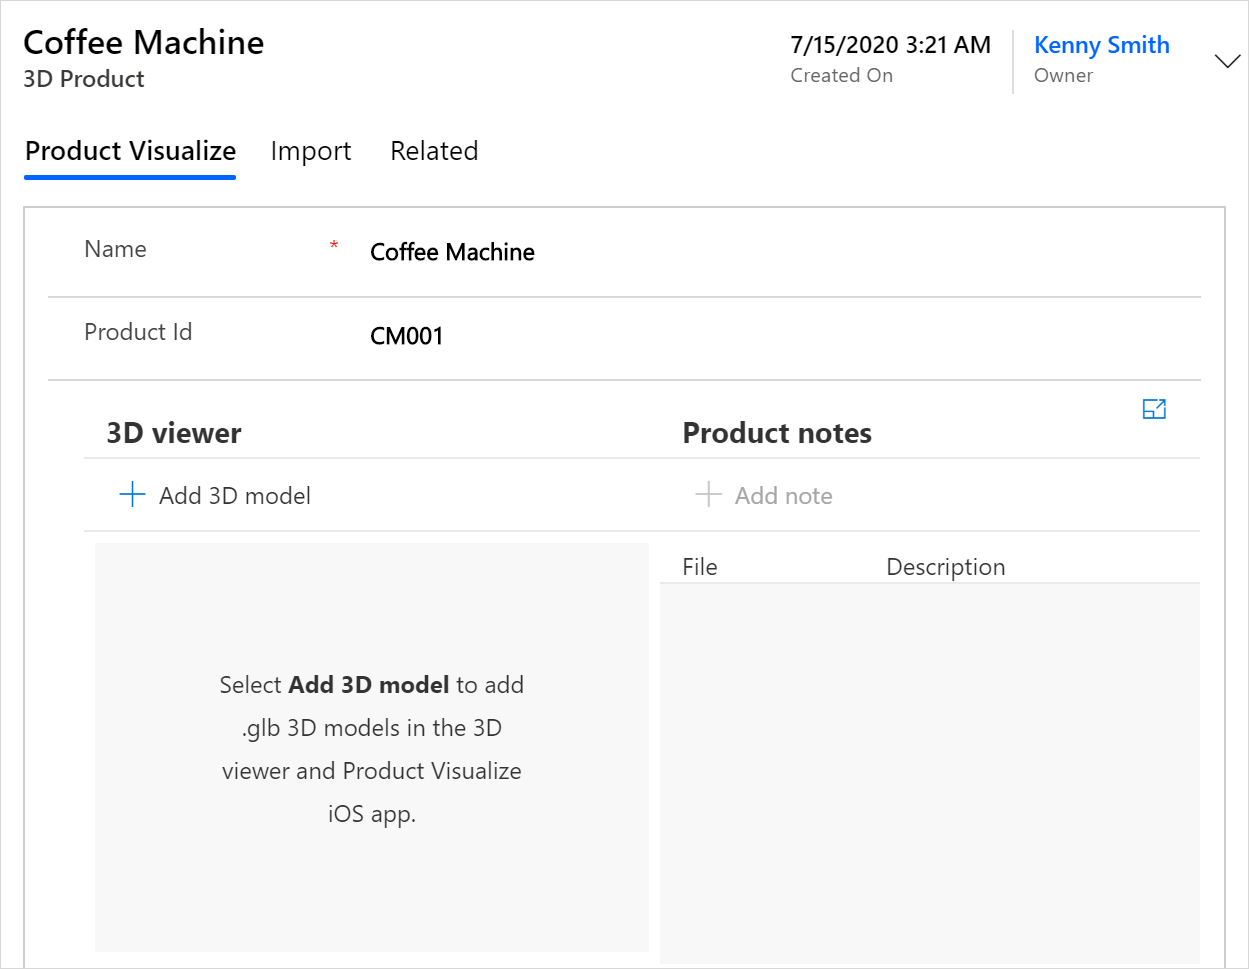 Coffee Machine
3D Product
7/15/2020 3:21 AM
Created On
Kenny Smith
Owner
Product Visualize
Import
Related
Name
*
Coffee Machine
Product Id
CM001
3D viewer
Product notes
Add 3D model
Add note
File
Description
Select Add 3D model to add
.glb 3D models in the 3D
viewer and Product Visualize
iOS app.